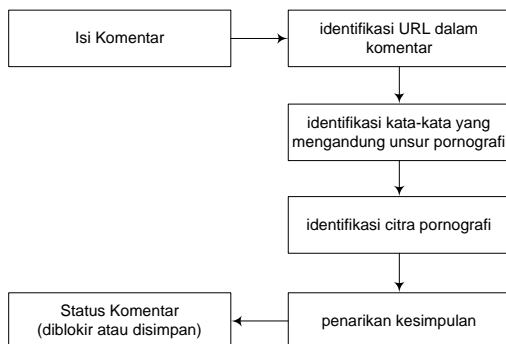 Isi Komentar
identifikasi URL dalam
komentar
identifikasi kata-kata yang
mengandung unsur pornografi
identifikasi citra pornografi
Status Komentar
(diblokir atau disimpan)
penarikan kesimpulan